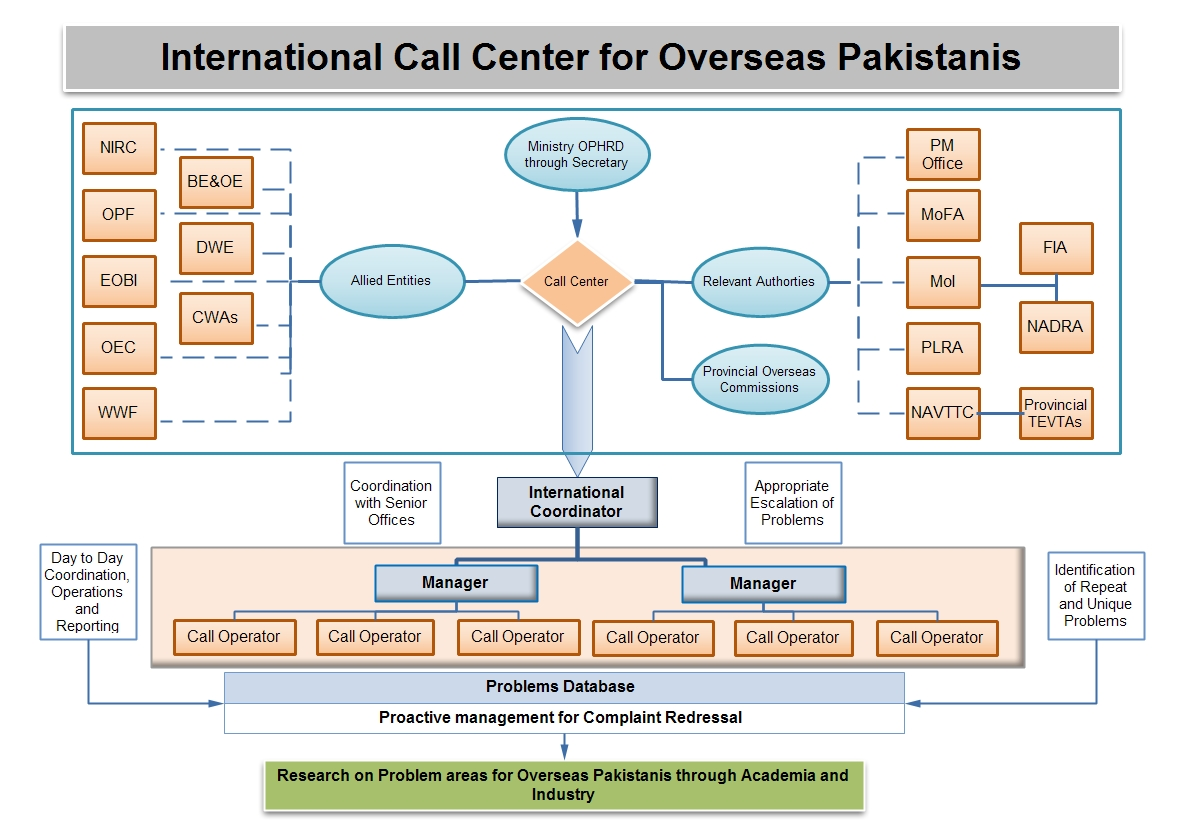 International Call Center for Overseas Pakistanis
NIRC
BE&OE
OPF
DWE
EOBI
CWAs
OEC
WWF
Allied Entities
Ministry OPHRD
through Secretary
Call Center
Relevant Authorties
Provincial Overseas
Commissions
PM
Office
MoFA
MoI
PLRA
NAVTTC
FIA
NADRA
Provincial
TEVTAs
Coordination
with Senior
Offices
International
Coordinator
Appropriate
Escalation of
Problems
Day to Day
Coordination,
Operations
and
Reporting
Manager
Manager
Call Operator
Call Operator
Call Operator
Call Operator
Call Operator
Call Operator
Identification
of Repeat
and Unique
Problems
Problems Database
Proactive management for Complaint Redressal
Research on Problem areas for Overseas Pakistanis through Academia and
Industry